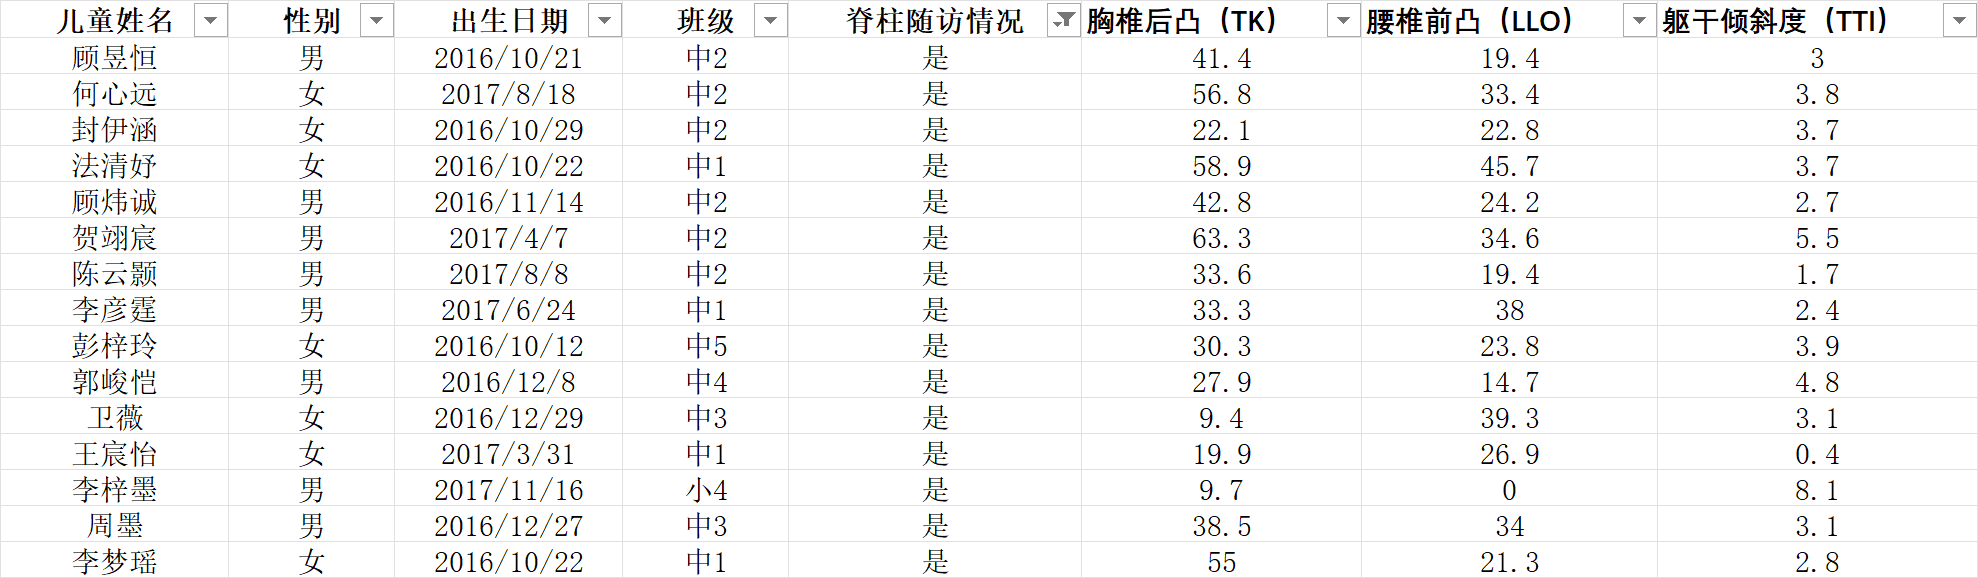 儿童姓名 性别 出生日期 班级 脊柱随访情况 胸椎后凸（TK） 腰椎前凸（LLO） 躯干倾斜度（TTI）
顾昱恒 男 2016/10/21 中2 是 41.4 19.4 3
何心远 女 2017/8/18 中2 是 56.8 33.4 3.8
封伊涵 女 2016/10/29 中2 是 22.1 22.8 3.7
法清妤 女 2016/10/22 中1 是 58.9 45.7 3.7
顾炜诚 男 2016/11/14 中2 是 42.8 24.2 2.7
贺翊宸 男 2017/4/7 中2 是 63.3 34.6 5.5
陈云颢 男 2017/8/8 中2 是 33.6 19.4 1.7
李彦霆 男 2017/6/24 中1 是 33.3 38 2.4
彭梓玲 女 2016/10/12 中5 是 30.3 23.8 3.9
郭峻恺 男 2016/12/8 中4 是 27.9 14.7 4.8
卫薇 女 2016/12/29 中3 是 9.4 39.3 3.1
王宸怡 女 2017/3/31 中1 是 19.9 26.9 0.4
李梓墨 男 2017/11/16 小4 是 9.7 0 8.1
周墨 男 2016/12/27 中3 是 38.5 34 3.1
李梦瑶 女 2016/10/22 中1 是 55 21.3 2.8